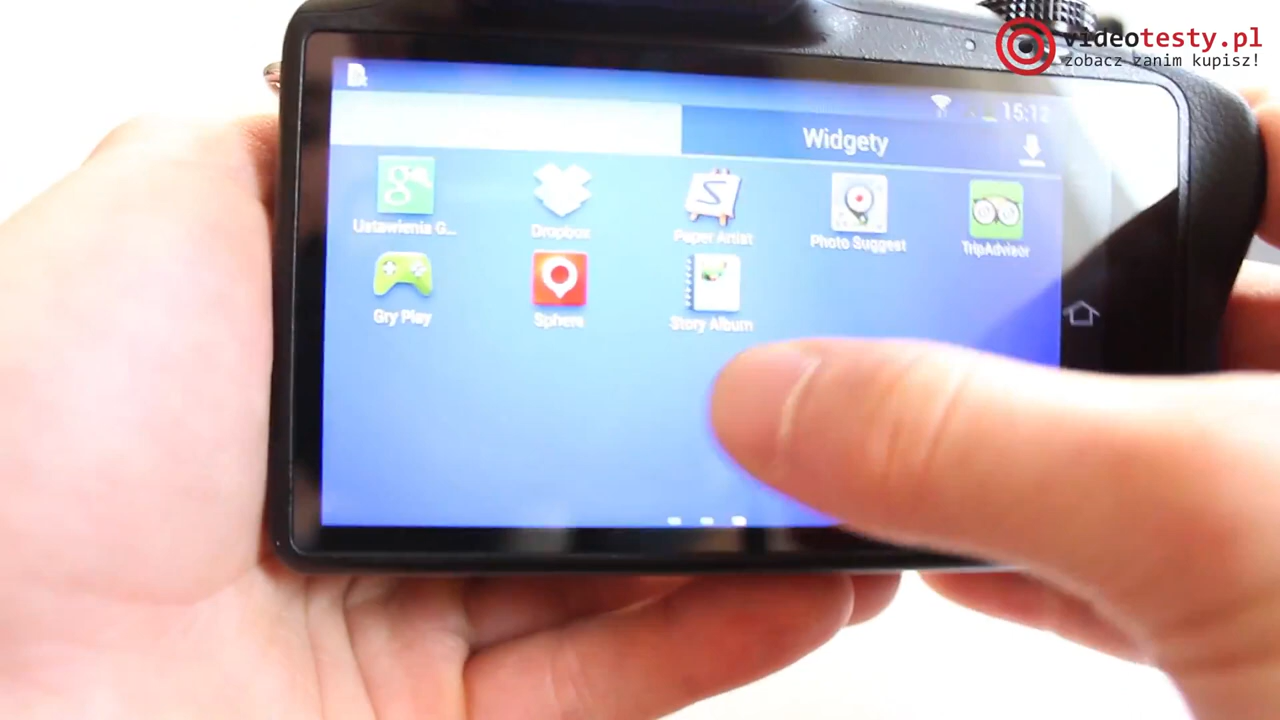 videotesty.pl
zobacz zanim kupisz!
15:12
Widgety
Ustawienia G...
Dropbox
Paper Artist
Photo Suggest
TripAdvisor
Gry Play
Sphere
Story Album